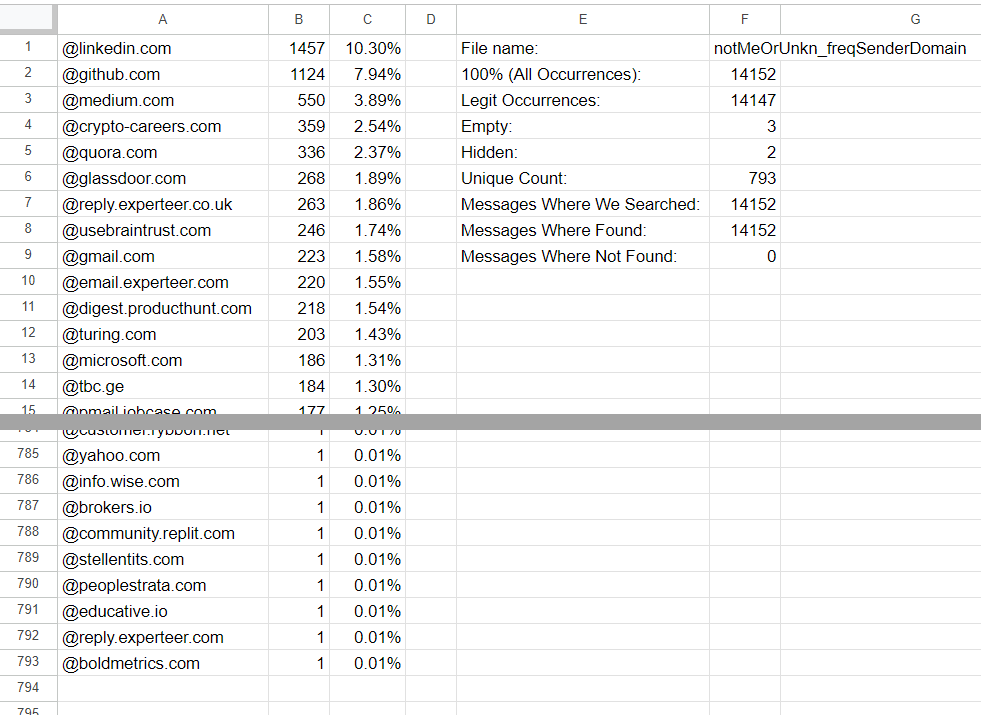 A B C D E F G
1 @linkedin.com 1457 10.30% File name: notMeOrUnkn_freqSenderDomain
2 @github.com 1124 7.94% 100% (All Occurrences): 14152
3 @medium.com 550 3.89% Legit Occurrences: 14147
4 @crypto-careers.com 359 2.54% Empty: 3
5 @quora.com 336 2.37% Hidden: 2
6 @glassdoor.com 268 1.89% Unique Count: 793
7 @reply.experteer.co.uk 263 1.86% Messages Where We Searched: 14152
8 @usebraintrust.com 246 1.74% Messages Where Found: 14152
9 @gmail.com 223 1.58% Messages Where Not Found: 0
10 @email.experteer.com 220 1.55%
11 @digest.producthunt.com 218 1.54%
12 @turing.com 203 1.43%
13 @microsoft.com 186 1.31%
14 @tbc.ge 184 1.30%
15 @pmail.jobcase.com 177 1.25%
@customer.rybbon.net 1 0.01%
785 @yahoo.com 1 0.01%
786 @info.wise.com 1 0.01%
787 @brokers.io 1 0.01%
788 @community.replit.com 1 0.01%
789 @stellentits.com 1 0.01%
790 @peoplestrata.com 1 0.01%
791 @educative.io 1 0.01%
792 @reply.experteer.com 1 0.01%
793 @boldmetrics.com 1 0.01%
794
795